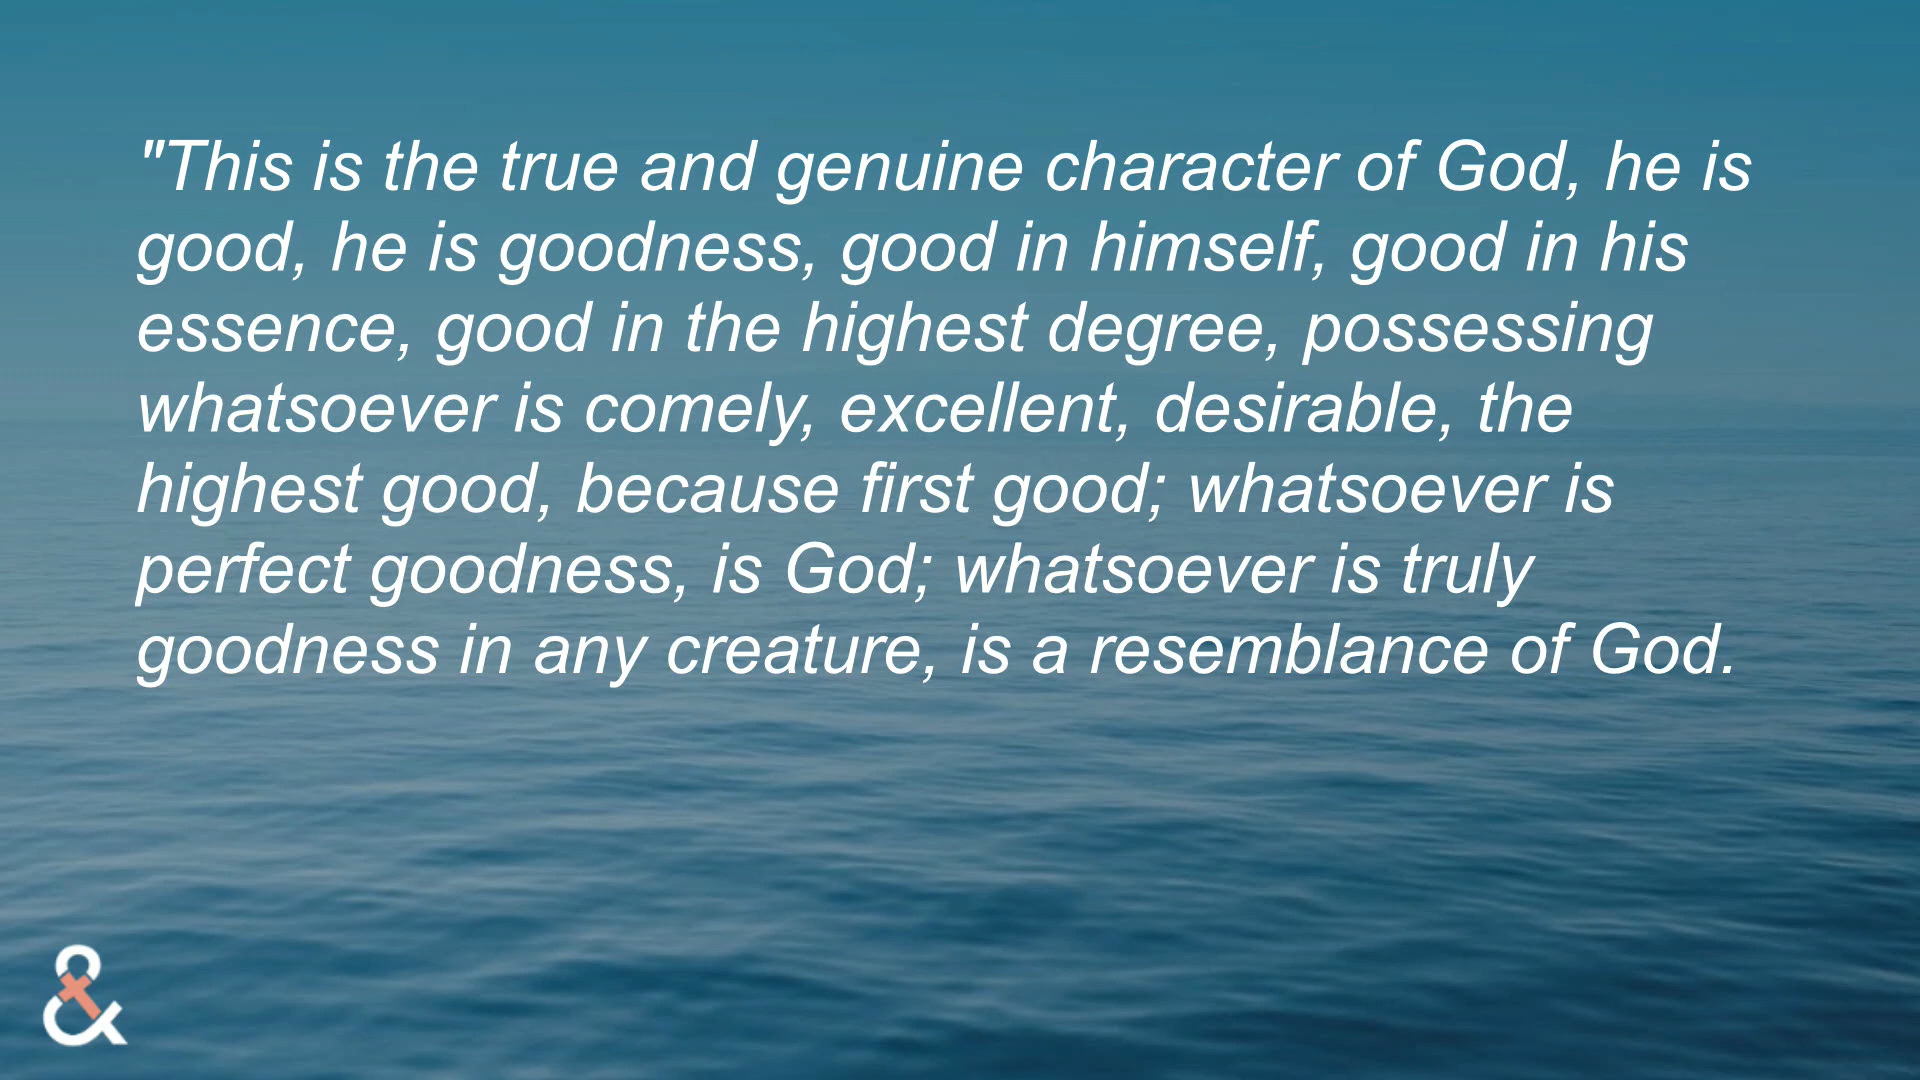 "This is the true and genuine character of God, he is
good, he is goodness, good in himself, good in his
essence, good in the highest degree, possessing
whatsoever is comely, excellent, desirable, the
highest good, because first good; whatsoever is
perfect goodness, is God; whatsoever is truly
goodness in any creature, is a resemblance of God.
&